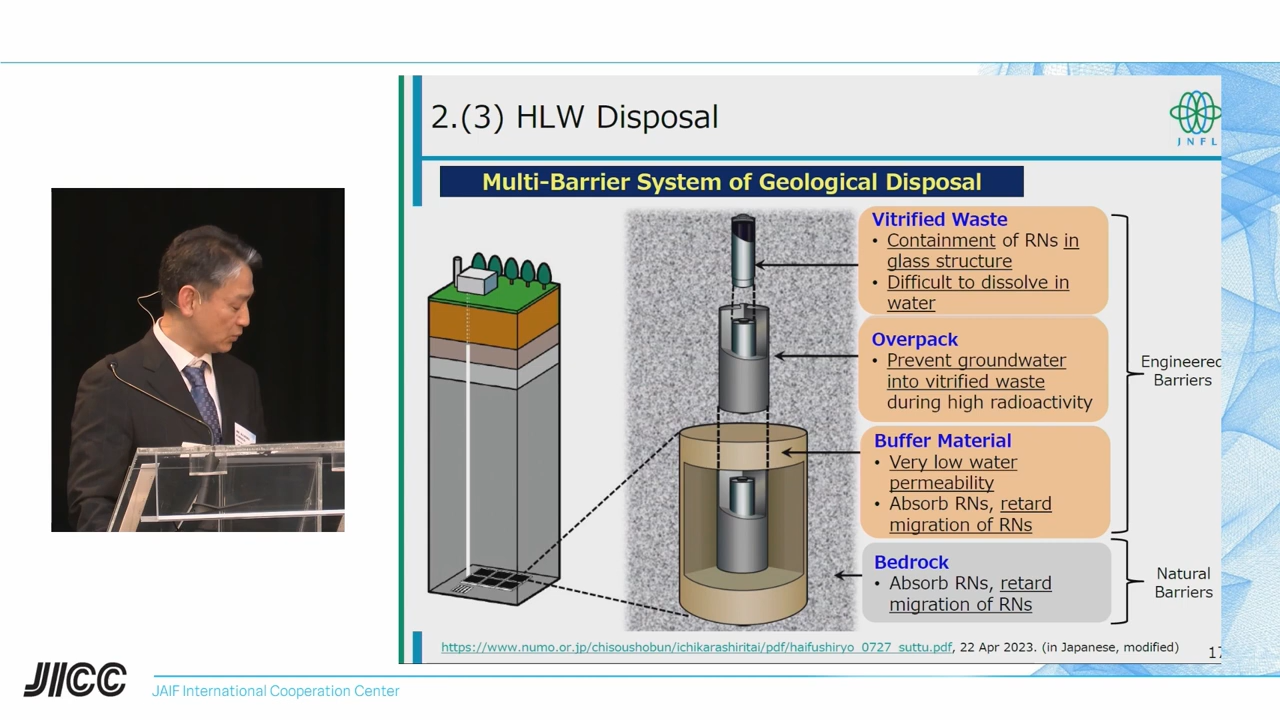 2.(3) HLW Disposal
JNFL
Multi-Barrier System of Geological Disposal
Vitrified Waste
• Containment of RNs in
glass structure
• Difficult to dissolve in
water
Overpack
• Prevent groundwater
into vitrified waste
during high radioactivity
Engineered
Barriers
Buffer Material
• Very low water
permeability
• Absorb RNs, retard
migration of RNs
Bedrock
• Absorb RNs, retard
migration of RNs
Natural
Barriers
https://www.numo.or.jp/chisoushobun/ichikarashiritai/pdf/haifushiryo_0727_suttu.pdf, 22 Apr 2023. (in Japanese, modified)
17
JICC
JAIF International Cooperation Center